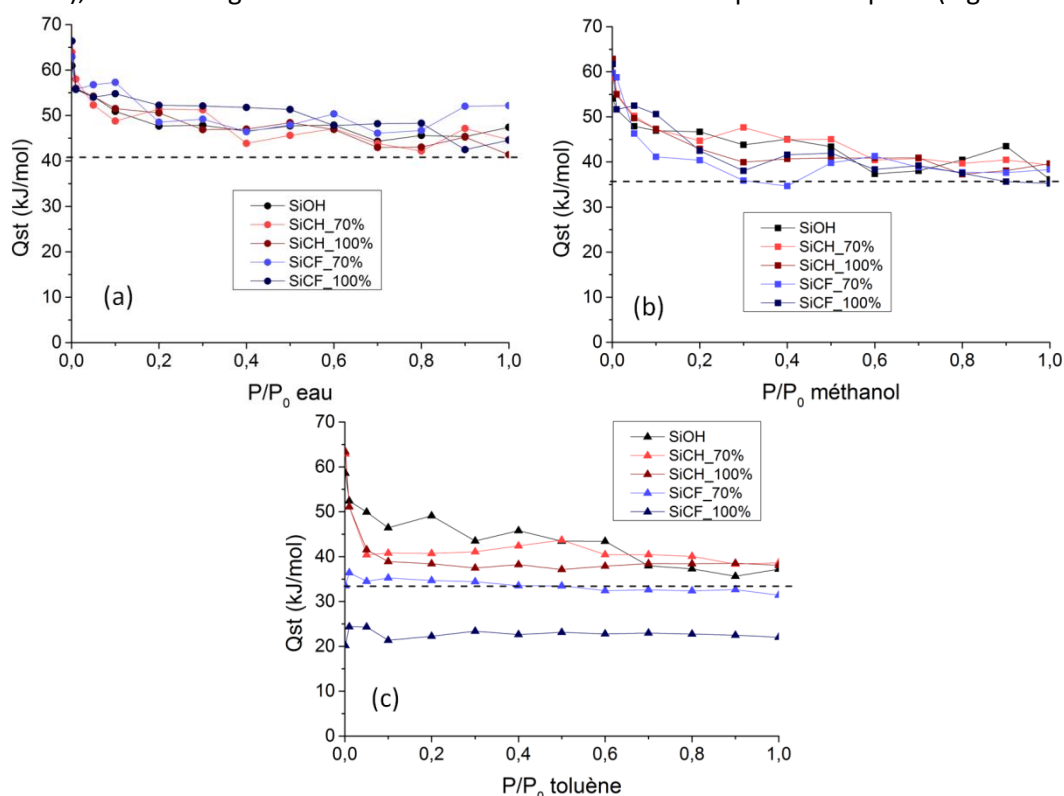 70
60
50
40
30
20
10
0
Qst (kJ/mol)
0,0 0,2 0,4 0,6 0,8 1,0
P/P0 eau
SiOH
SiCH_70%
SiCH_100%
SiCF_70%
SiCF_100%
(a)
70
60
50
40
30
20
10
0
Qst (kJ/mol)
0,0 0,2 0,4 0,6 0,8 1,0
P/P0 méthanol
SiOH
SiCH_70%
SiCH_100%
SiCF_70%
SiCF_100%
(b)
70
60
50
40
30
20
10
0
Qst (kJ/mol)
0,0 0,2 0,4 0,6 0,8 1,0
P/P0 toluène
SiOH
SiCH_70%
SiCH_100%
SiCF_70%
SiCF_100%
(c)